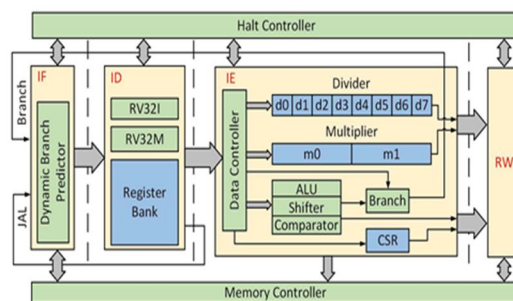 Halt Controller
IF
ID
IE
RW
Branch
JAL
Dynamic Branch
Predictor
RV32I
RV32M
Register
Bank
Data Controller
Divider
d0 d1 d2 d3 d4 d5 d6 d7
Multiplier
m0 m1
ALU
Shifter
Comparator
Branch
CSR
Memory Controller